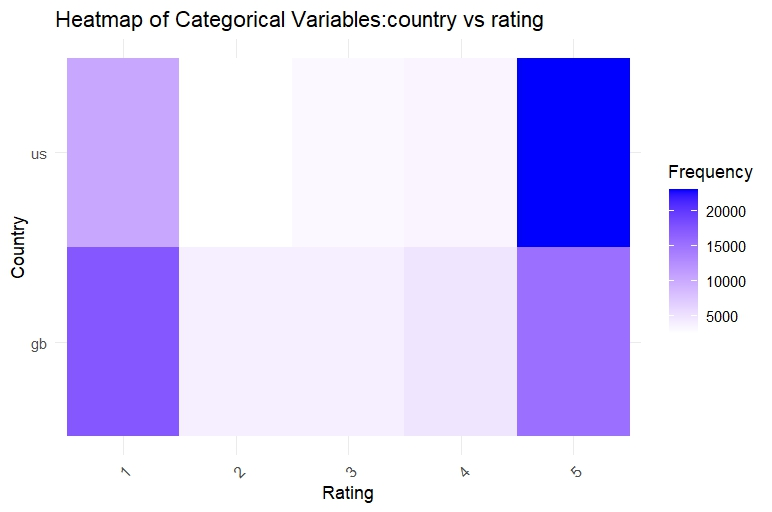 Heatmap of Categorical Variables:country vs rating
Country
us
gb
1
2
3
4
5
Rating
Frequency
20000
15000
10000
5000